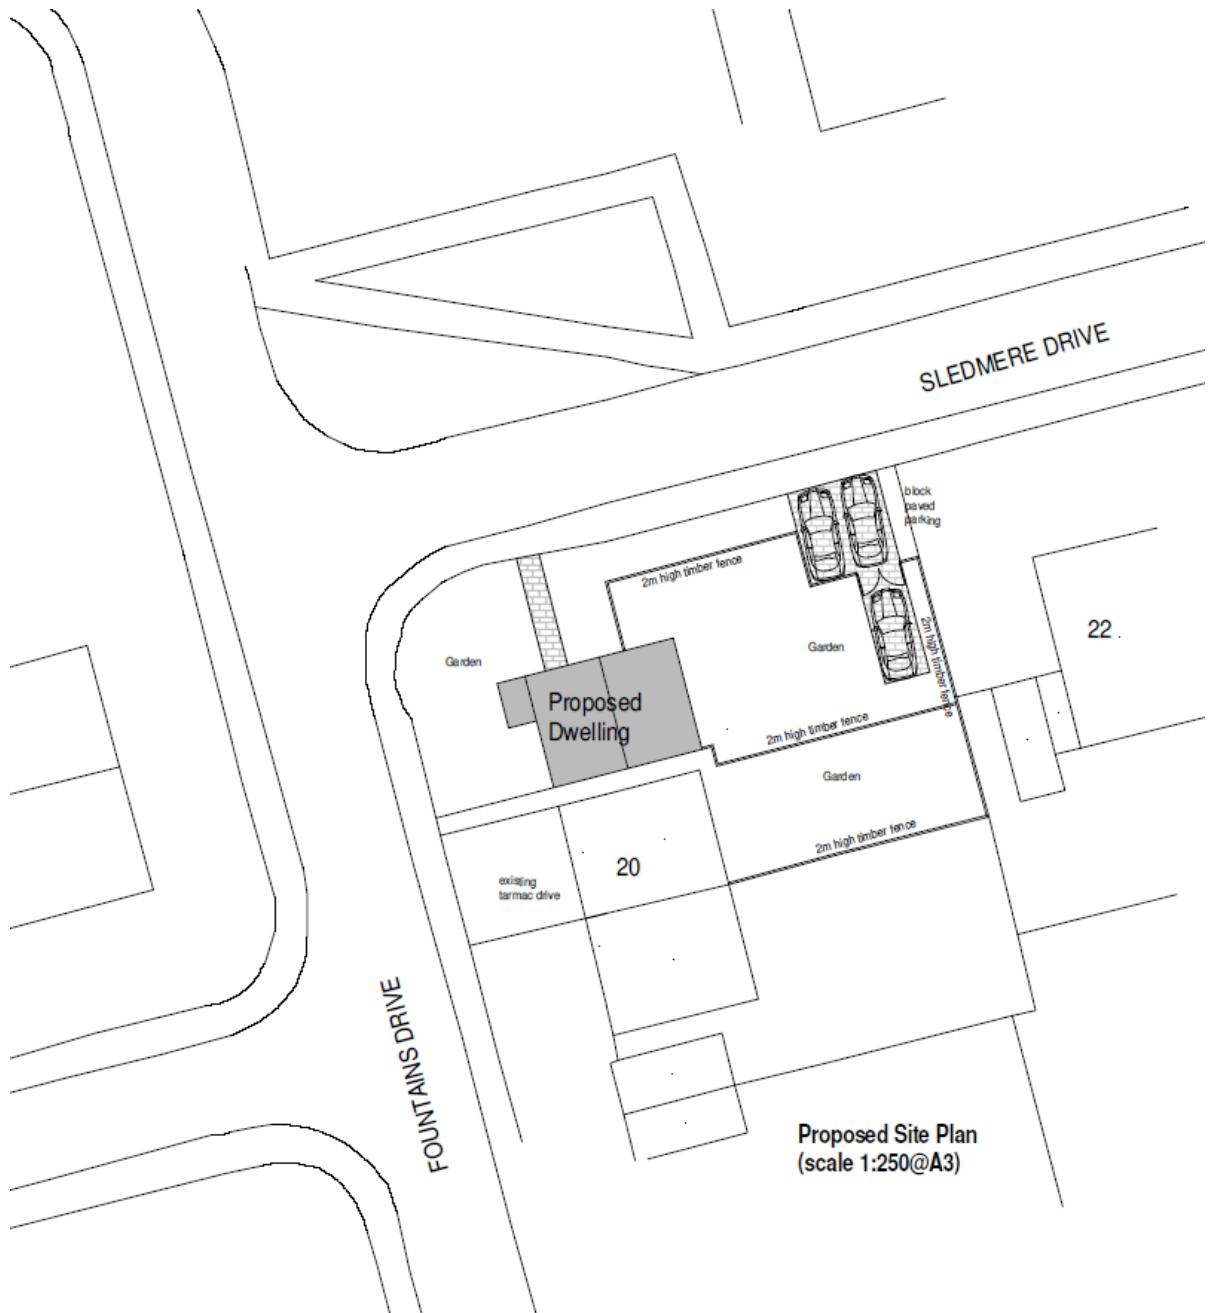 SLEDMERE DRIVE
block
paved
parking
2m high timber fence
22
2m high timber fence
Garden
Garden
Proposed
Dwelling
2m high timber fence
Garden
2m high timber fence
20
existing
tarmac drive
FOUNTAINS DRIVE
Proposed Site Plan
(scale 1:250@A3)